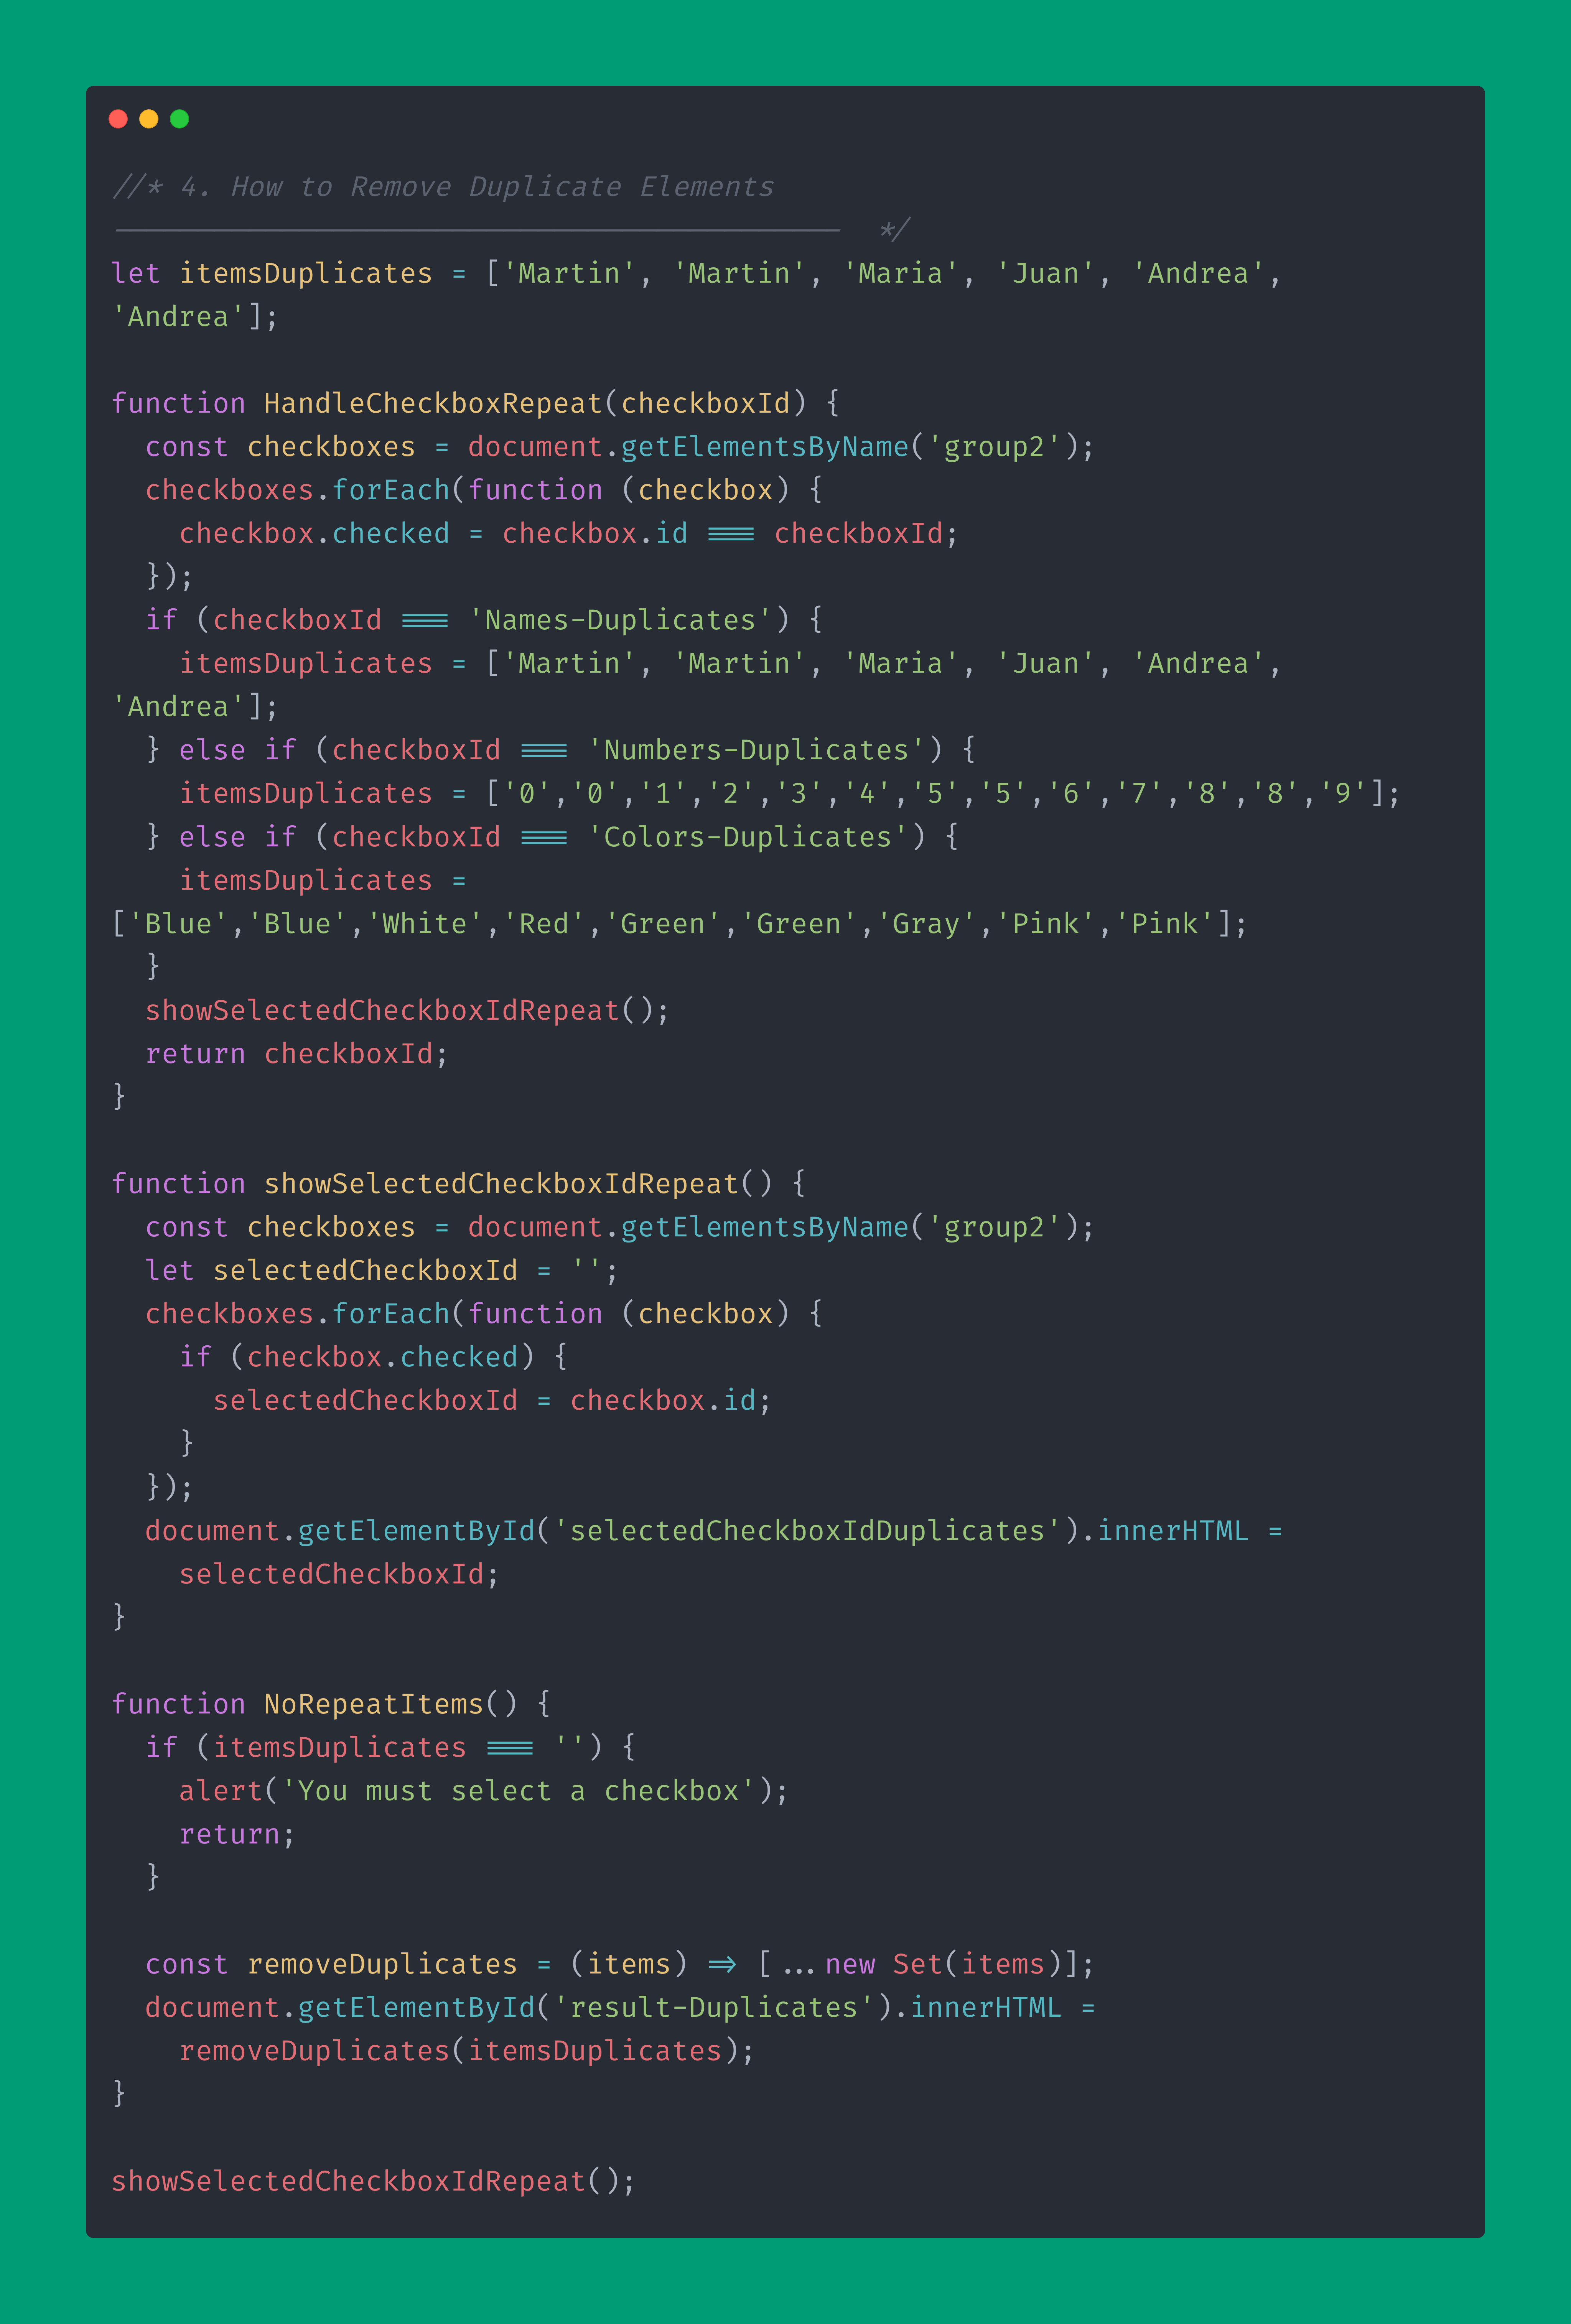 //* 4. How to Remove Duplicate Elements
------------------------------------------- */
let itemsDuplicates = ['Martin', 'Martin', 'Maria', 'Juan', 'Andrea',
'Andrea'];
function HandleCheckboxRepeat(checkboxId) {
  const checkboxes = document.getElementsByName('group2');
  checkboxes.forEach(function (checkbox) {
    checkbox.checked = checkbox.id === checkboxId;
  });
  if (checkboxId === 'Names-Duplicates') {
    itemsDuplicates = ['Martin', 'Martin', 'Maria', 'Juan', 'Andrea',
'Andrea'];
  } else if (checkboxId === 'Numbers-Duplicates') {
    itemsDuplicates = ['0','0','1','2','3','4','5','5','6','7','8','8','9'];
  } else if (checkboxId === 'Colors-Duplicates') {
    itemsDuplicates =
['Blue','Blue','White','Red','Green','Green','Gray','Pink','Pink'];
  }
  showSelectedCheckboxIdRepeat();
  return checkboxId;
}
function showSelectedCheckboxIdRepeat() {
  const checkboxes = document.getElementsByName('group2');
  let selectedCheckboxId = '';
  checkboxes.forEach(function (checkbox) {
    if (checkbox.checked) {
      selectedCheckboxId = checkbox.id;
    }
  });
  document.getElementById('selectedCheckboxIdDuplicates').innerHTML =
    selectedCheckboxId;
}
function NoRepeatItems() {
  if (itemsDuplicates === '') {
    alert('You must select a checkbox');
    return;
  }
  const removeDuplicates = (items) => [...new Set(items)];
  document.getElementById('result-Duplicates').innerHTML =
    removeDuplicates(itemsDuplicates);
}
showSelectedCheckboxIdRepeat();